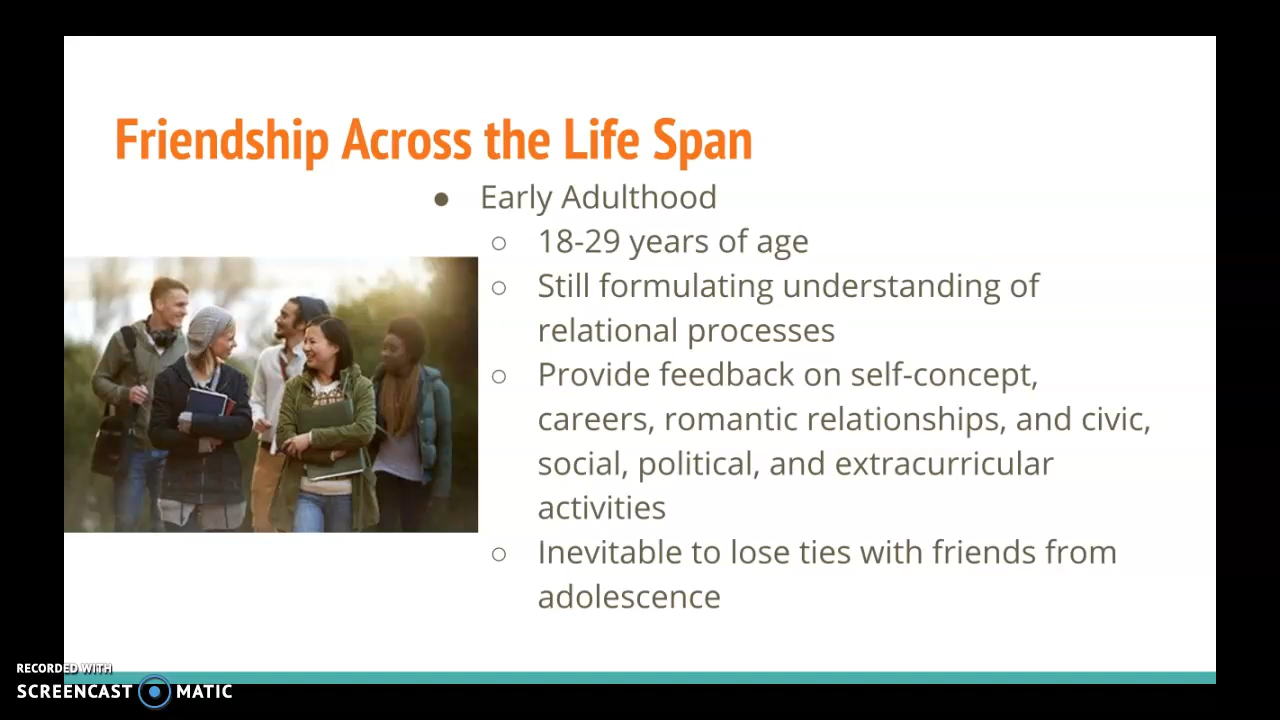 Friendship Across the Life Span
● Early Adulthood
○ 18-29 years of age
○ Still formulating understanding of
relational processes
○ Provide feedback on self-concept,
careers, romantic relationships, and civic,
social, political, and extracurricular
activities
○ Inevitable to lose ties with friends from
adolescence
RECORDED WITH
SCREENCAST MATIC